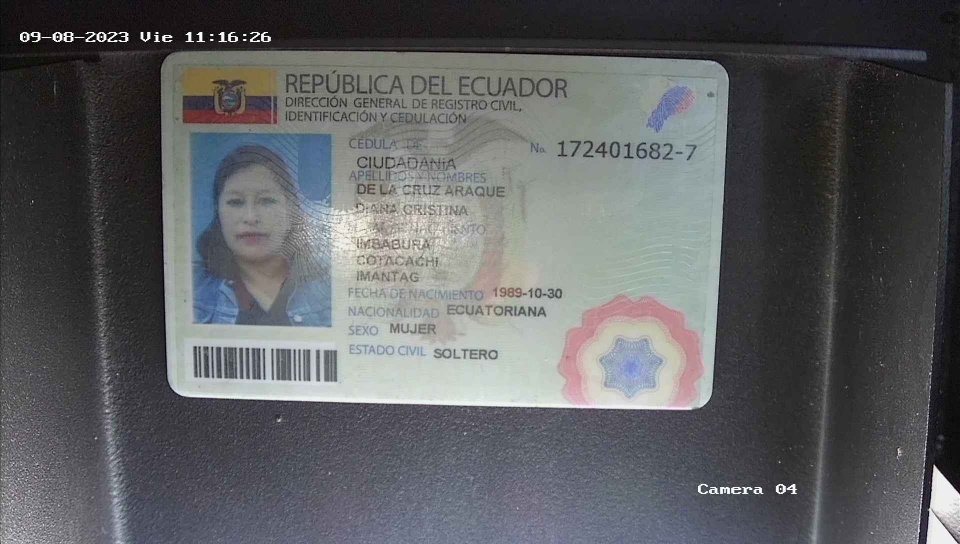 09-08-2023 Vie 11:16:26
REPÚBLICA DEL ECUADOR
DIRECCIÓN GENERAL DE REGISTRO CIVIL,
IDENTIFICACIÓN Y CEDULACIÓN
CÉDULA DE
No. 172401682-7
CIUDADANÍA
APELLIDOS Y NOMBRES
DE LA CRUZ ARAQUE
DIANA CRISTINA
NACIMIENTO
IMBABURA
COTACACHI
IMANTAG
FECHA DE NACIMIENTO 1989-10-30
NACIONALIDAD ECUATORIANA
SEXO MUJER
ESTADO CIVIL SOLTERO
Camera 04